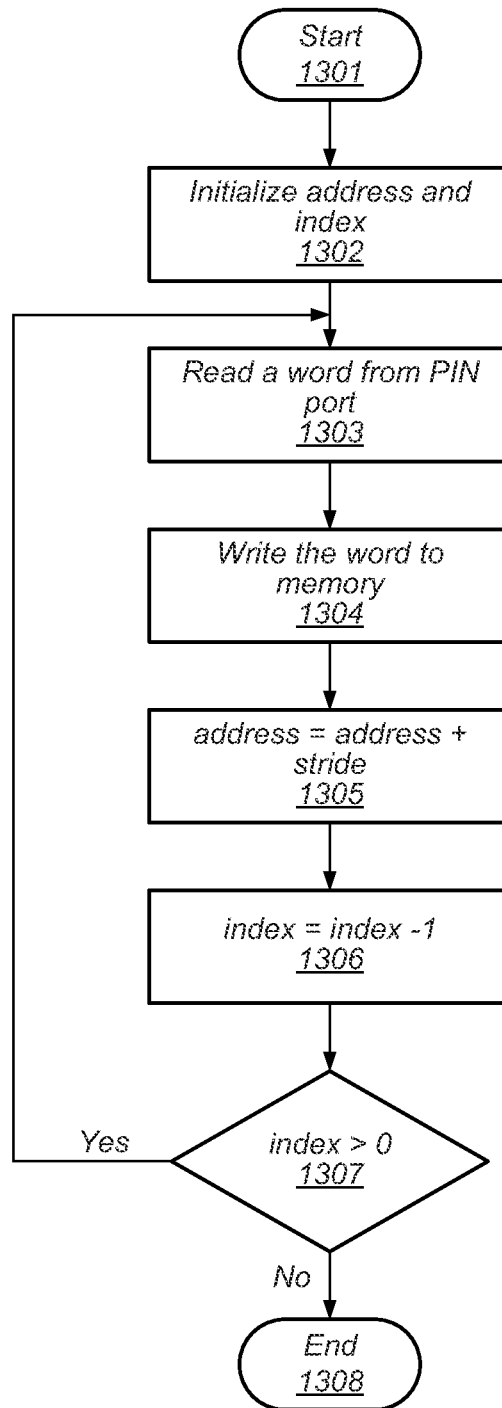 Start
1301
Initialize address and
index
1302
Read a word from PIN
port
1303
Write the word to
memory
1304
address = address +
stride
1305
index = index -1
1306
index > 0
1307
Yes
No
End
1308